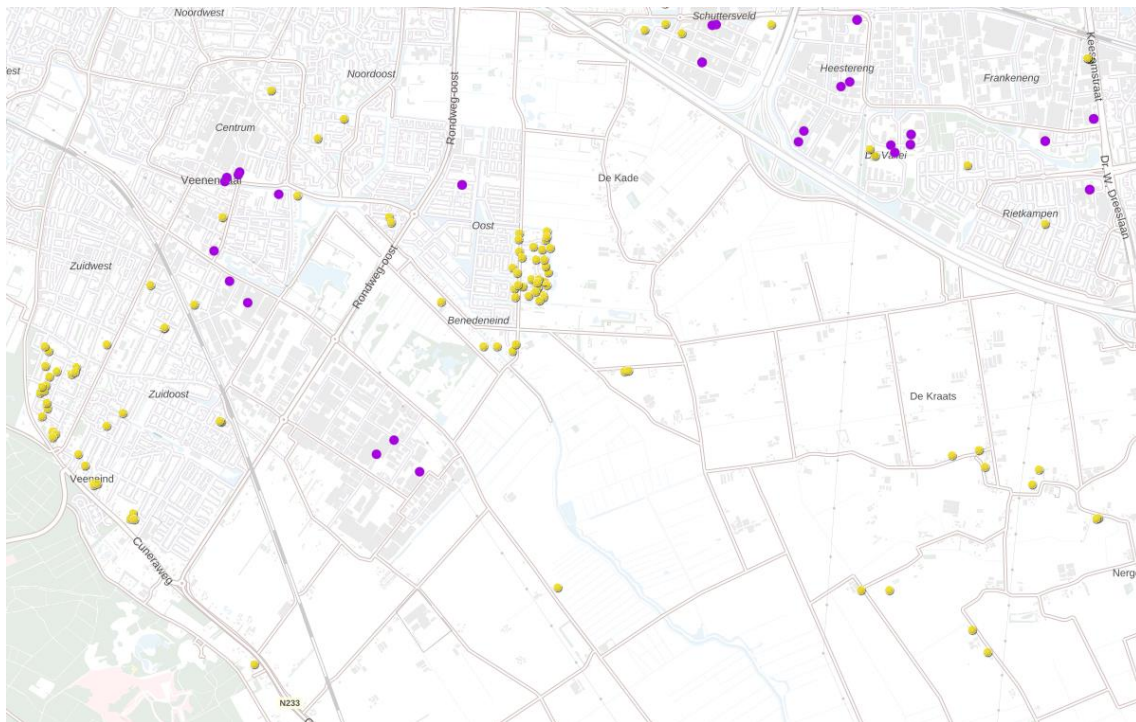 Noordwest
Schuttersveld
Keesomstraat
Heestereng
Noordoost
Frankeneng
Rondweg-oost
Centrum
De Kade
Dr. W. Dreeslaan
Rietkampen
Oost
Zuidwest
Rondweg-oost
Benedeneind
Zuidoost
De Kraats
Veeneind
Cuneraweg
N233